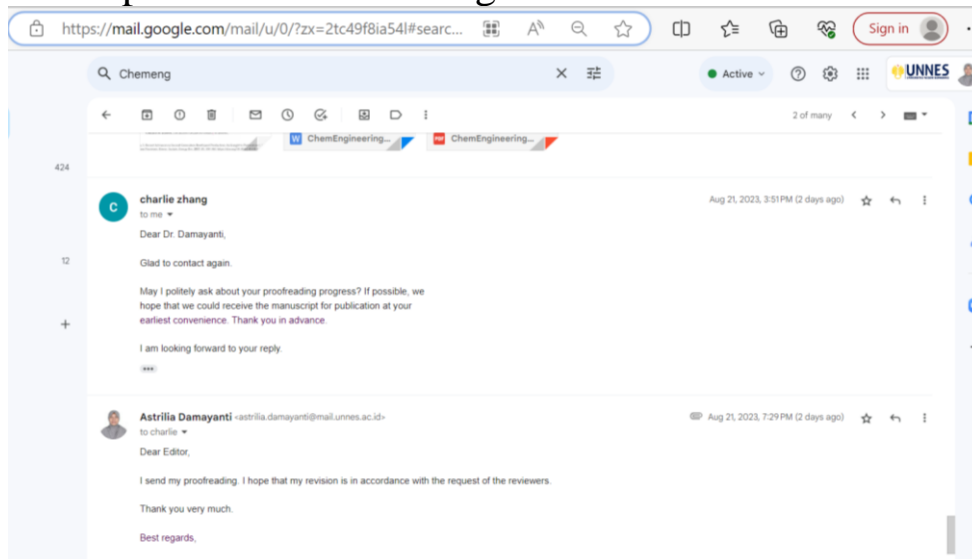 https://mail.google.com/mail/u/0/?zx=2tc49f8ia54l#searc...
Sign in
Chemeng
Active
UNNES
2 of many
ChemEngineering...
ChemEngineering...
424
charlie zhang
Aug 21, 2023, 3:51 PM (2 days ago)
to me
Dear Dr. Damayanti,
12
Glad to contact again.
May I politely ask about your proofreading progress? If possible, we
hope that we could receive the manuscript for publication at your
earliest convenience. Thank you in advance.
I am looking forward to your reply.
Astrilia Damayanti <astrilia.damayanti@mail.unnes.ac.id>
Aug 21, 2023, 7:29 PM (2 days ago)
to charlie
Dear Editor,
I send my proofreading. I hope that my revision is in accordance with the request of the reviewers.
Thank you very much.
Best regards,